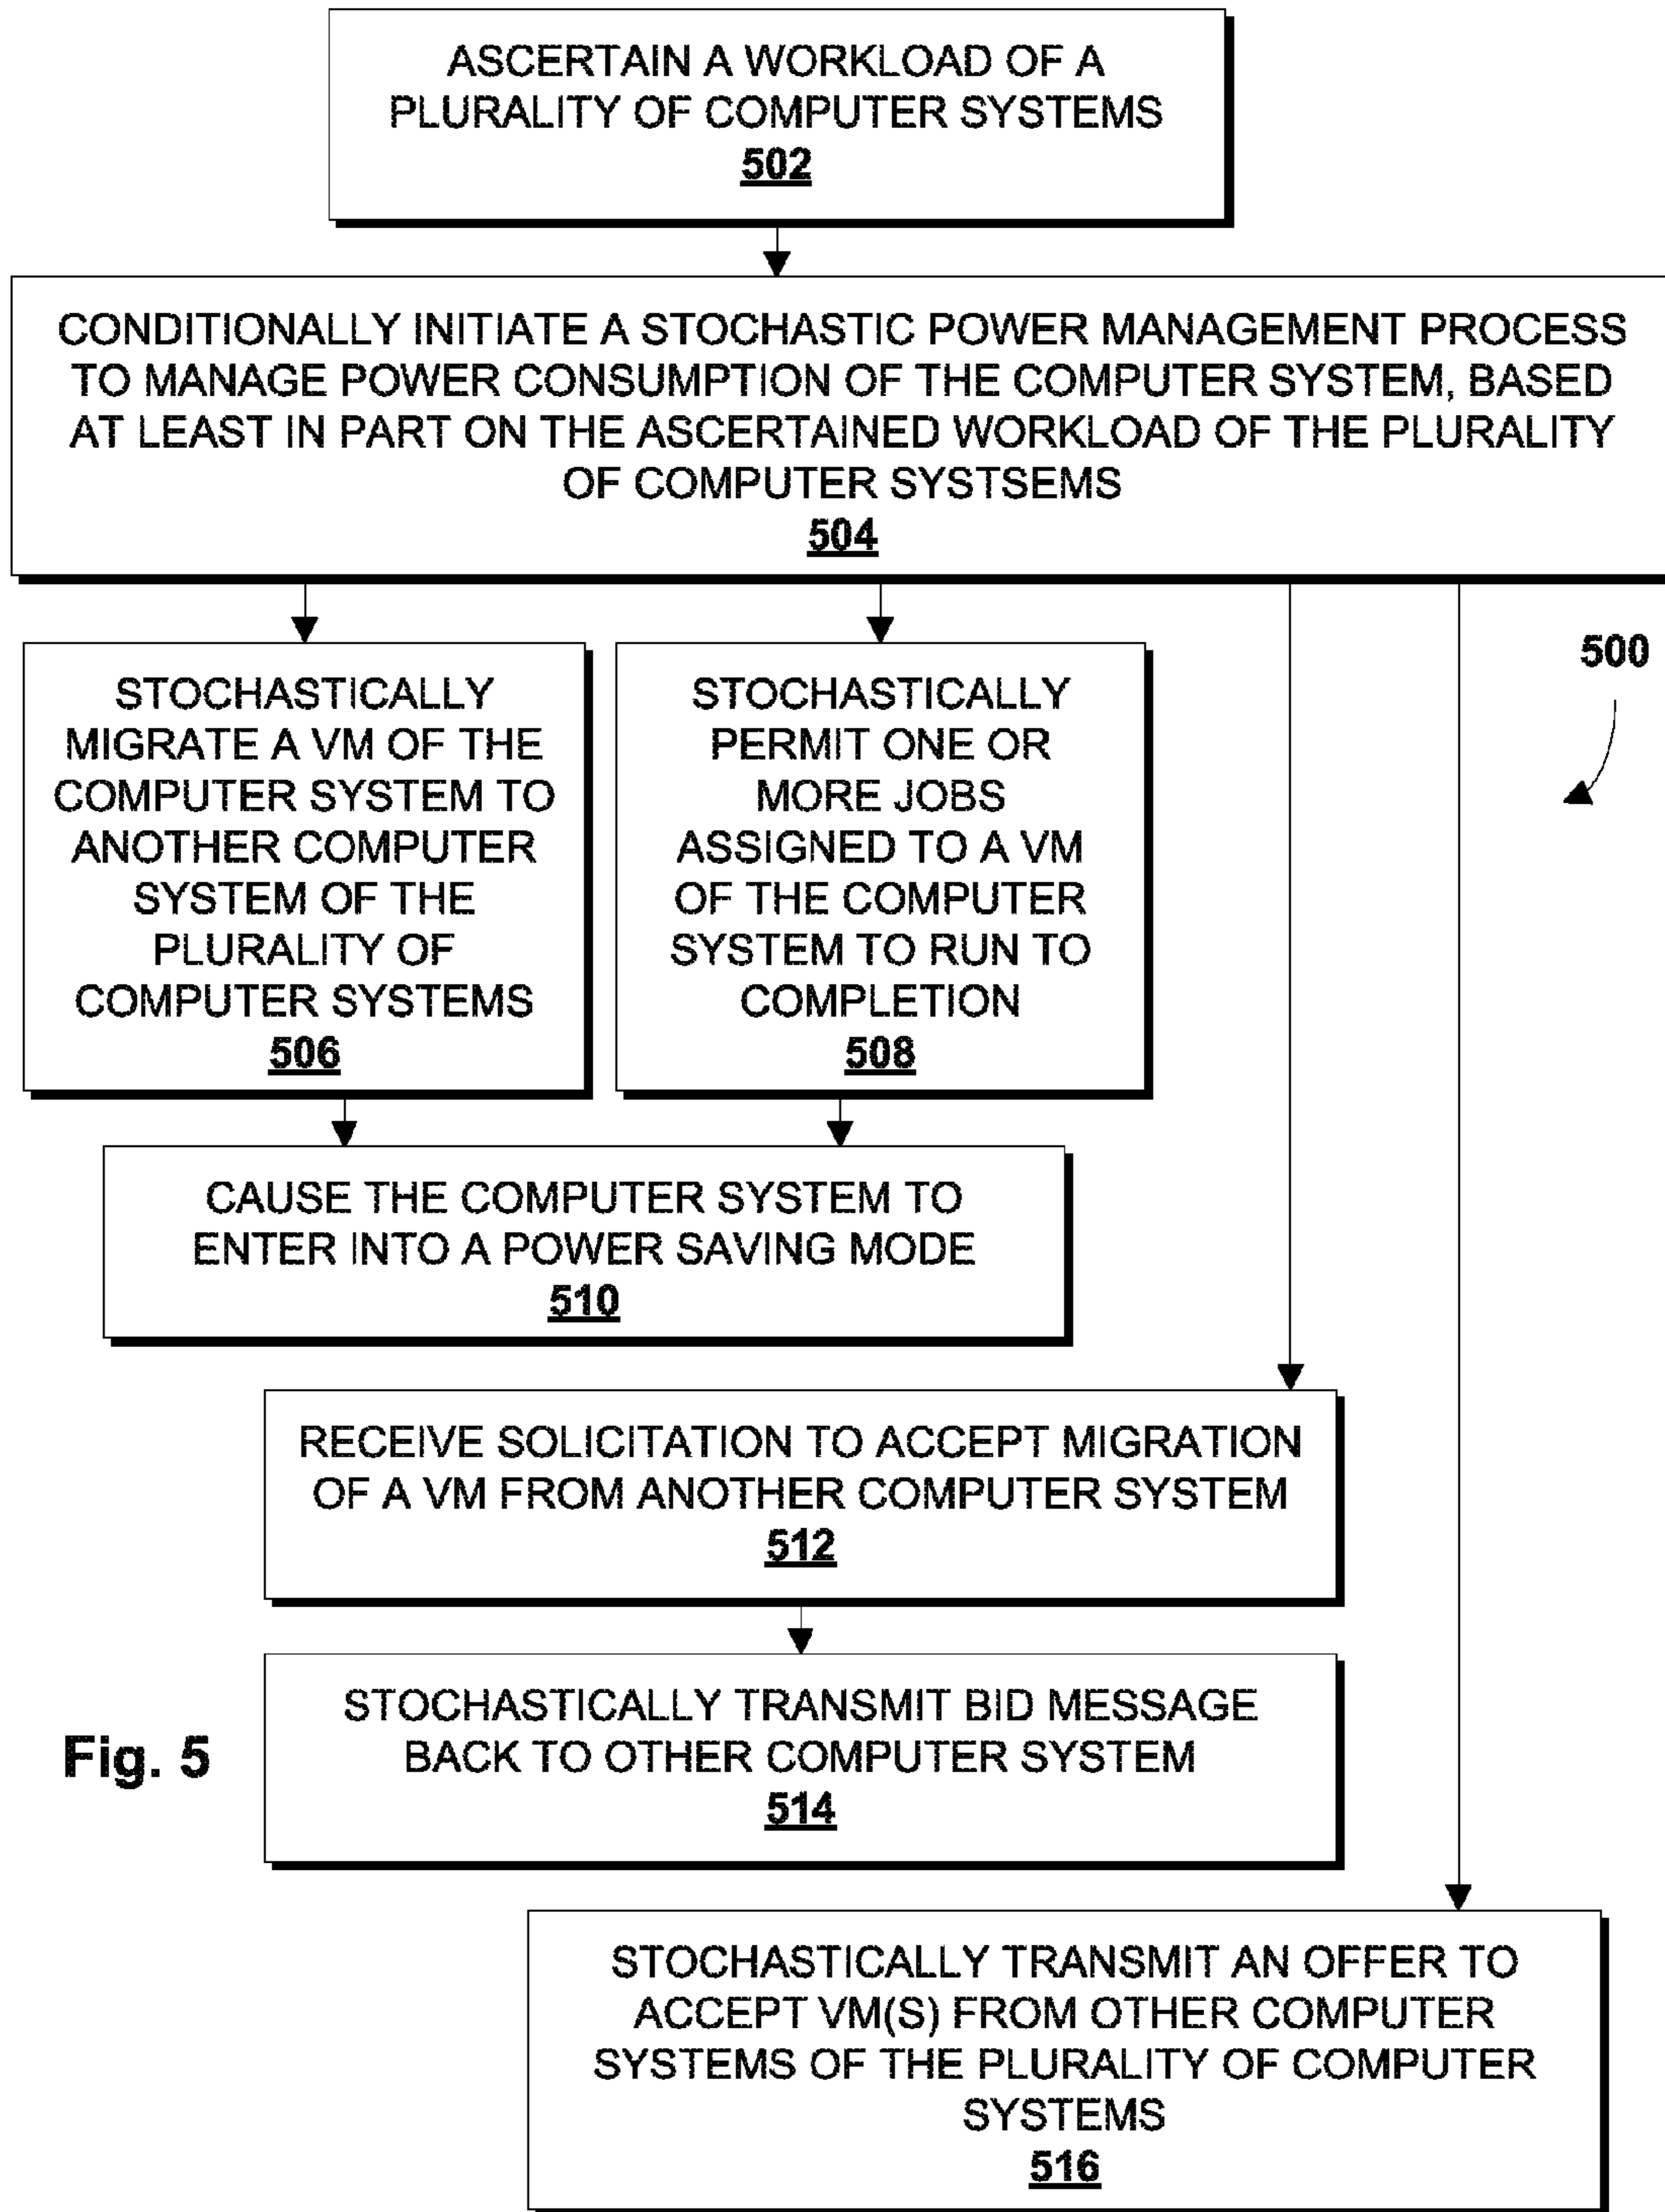 ASCERTAIN A WORKLOAD OF A
PLURALITY OF COMPUTER SYSTEMS
502
CONDITIONALLY INITIATE A STOCHASTIC POWER MANAGEMENT PROCESS
TO MANAGE POWER CONSUMPTION OF THE COMPUTER SYSTEM, BASED
AT LEAST IN PART ON THE ASCERTAINED WORKLOAD OF THE PLURALITY
OF COMPUTER SYSTSEMS
504
500
STOCHASTICALLY
MIGRATE A VM OF THE
COMPUTER SYSTEM TO
ANOTHER COMPUTER
SYSTEM OF THE
PLURALITY OF
COMPUTER SYSTEMS
506
STOCHASTICALLY
PERMIT ONE OR
MORE JOBS
ASSIGNED TO A VM
OF THE COMPUTER
SYSTEM TO RUN TO
COMPLETION
508
CAUSE THE COMPUTER SYSTEM TO
ENTER INTO A POWER SAVING MODE
510
RECEIVE SOLICITATION TO ACCEPT MIGRATION
OF A VM FROM ANOTHER COMPUTER SYSTEM
512
STOCHASTICALLY TRANSMIT BID MESSAGE
BACK TO OTHER COMPUTER SYSTEM
514
Fig. 5
STOCHASTICALLY TRANSMIT AN OFFER TO
ACCEPT VM(S) FROM OTHER COMPUTER
SYSTEMS OF THE PLURALITY OF COMPUTER
SYSTEMS
516